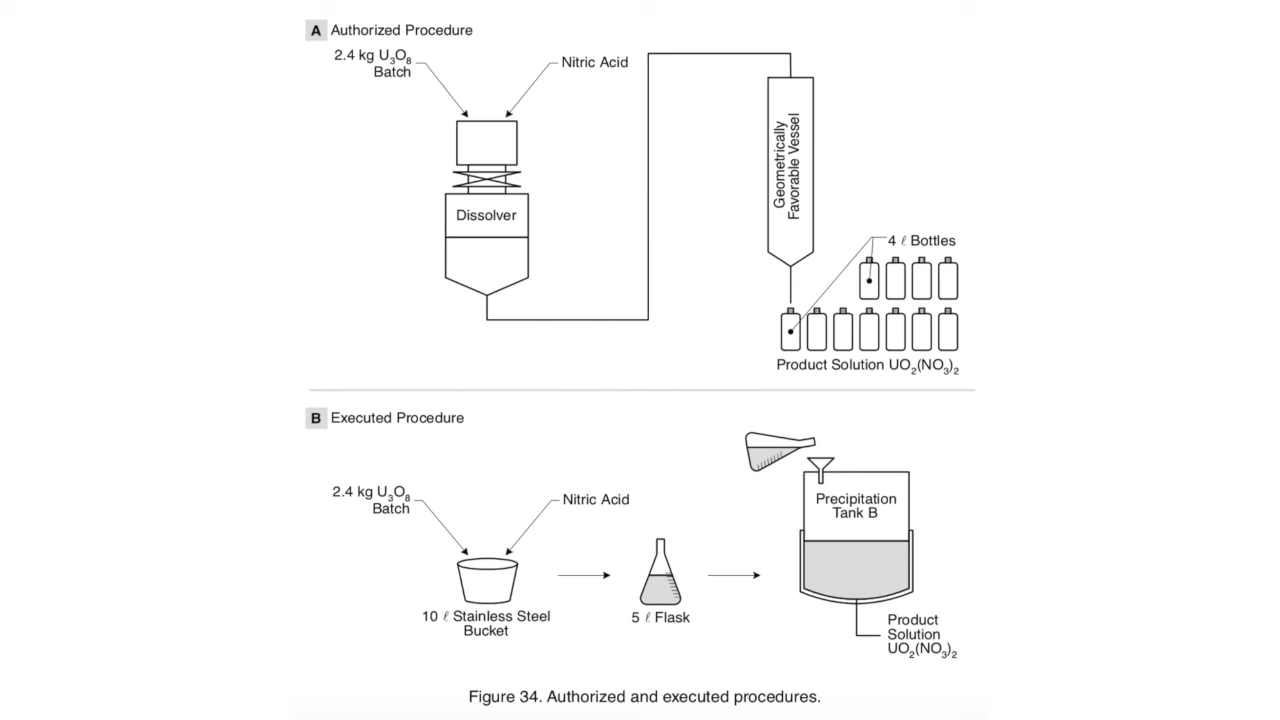 A Authorized Procedure
2.4 kg U₃O₈
Batch
Nitric Acid
Dissolver
Geometrically
Favorable Vessel
4 ℓ Bottles
Product Solution UO₂(NO₃)₂
B Executed Procedure
2.4 kg U₃O₈
Batch
Nitric Acid
10 ℓ Stainless Steel
Bucket
5 ℓ Flask
Precipitation
Tank B
Product
Solution
UO₂(NO₃)₂
Figure 34. Authorized and executed procedures.